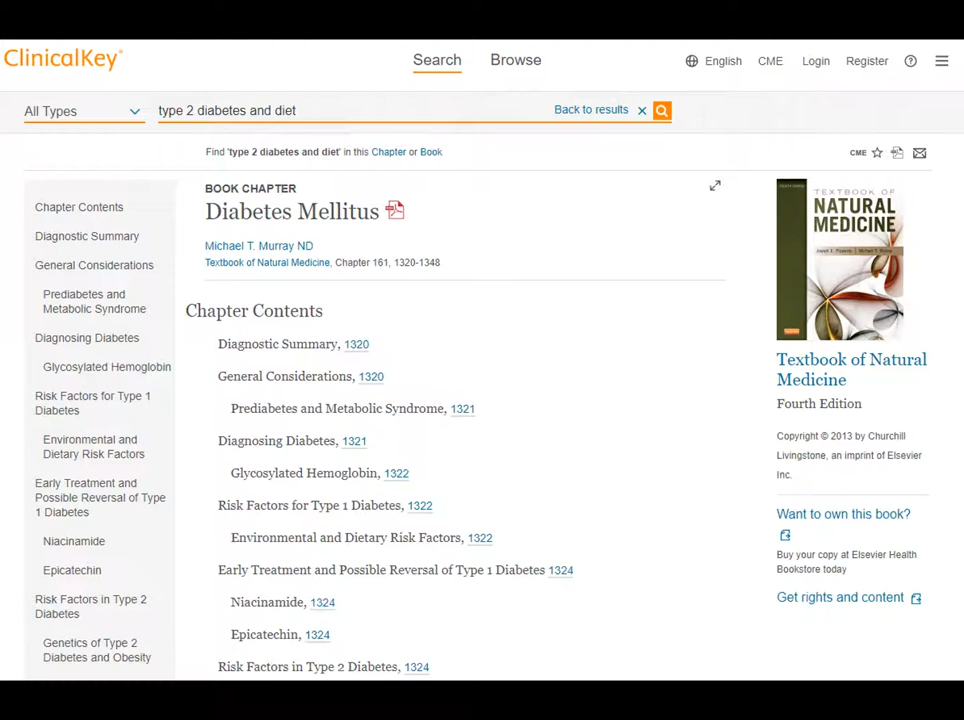 ClinicalKey®
Search
Browse
English
CME
Login
Register
All Types
type 2 diabetes and diet
Back to results
Find 'type 2 diabetes and diet' in this Chapter or Book
CME
Chapter Contents
Diagnostic Summary
General Considerations
Prediabetes and
Metabolic Syndrome
Diagnosing Diabetes
Glycosylated Hemoglobin
Risk Factors for Type 1
Diabetes
Environmental and
Dietary Risk Factors
Early Treatment and
Possible Reversal of Type
1 Diabetes
Niacinamide
Epicatechin
Risk Factors in Type 2
Diabetes
Genetics of Type 2
Diabetes and Obesity
BOOK CHAPTER
Diabetes Mellitus
Michael T. Murray ND
Textbook of Natural Medicine, Chapter 161, 1320-1348
Chapter Contents
Diagnostic Summary, 1320
General Considerations, 1320
Prediabetes and Metabolic Syndrome, 1321
Diagnosing Diabetes, 1321
Glycosylated Hemoglobin, 1322
Risk Factors for Type 1 Diabetes, 1322
Environmental and Dietary Risk Factors, 1322
Early Treatment and Possible Reversal of Type 1 Diabetes 1324
Niacinamide, 1324
Epicatechin, 1324
Risk Factors in Type 2 Diabetes, 1324
TEXTBOOK OF
NATURAL
MEDICINE
Textbook of Natural
Medicine
Fourth Edition
Copyright © 2013 by Churchill
Livingstone, an imprint of Elsevier
Inc.
Want to own this book?
Buy your copy at Elsevier Health
Bookstore today
Get rights and content